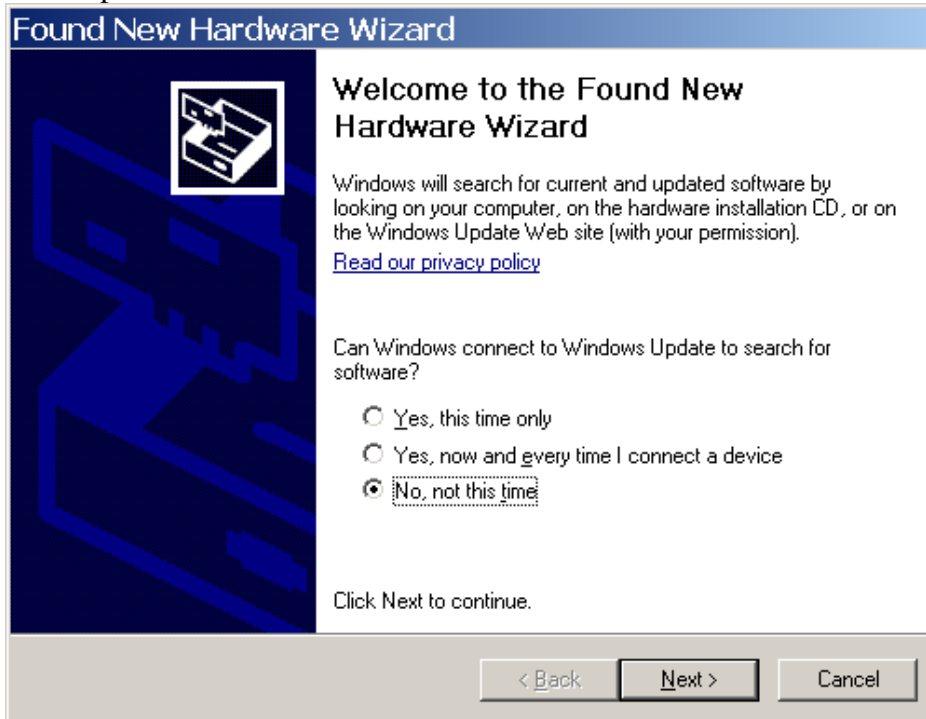 Found New Hardware Wizard
Welcome to the Found New
Hardware Wizard
Windows will search for current and updated software by
looking on your computer, on the hardware installation CD, or on
the Windows Update Web site (with your permission).
Read our privacy policy
Can Windows connect to Windows Update to search for
software?
Yes, this time only
Yes, now and every time I connect a device
No, not this time
Click Next to continue.
< Back
Next >
Cancel